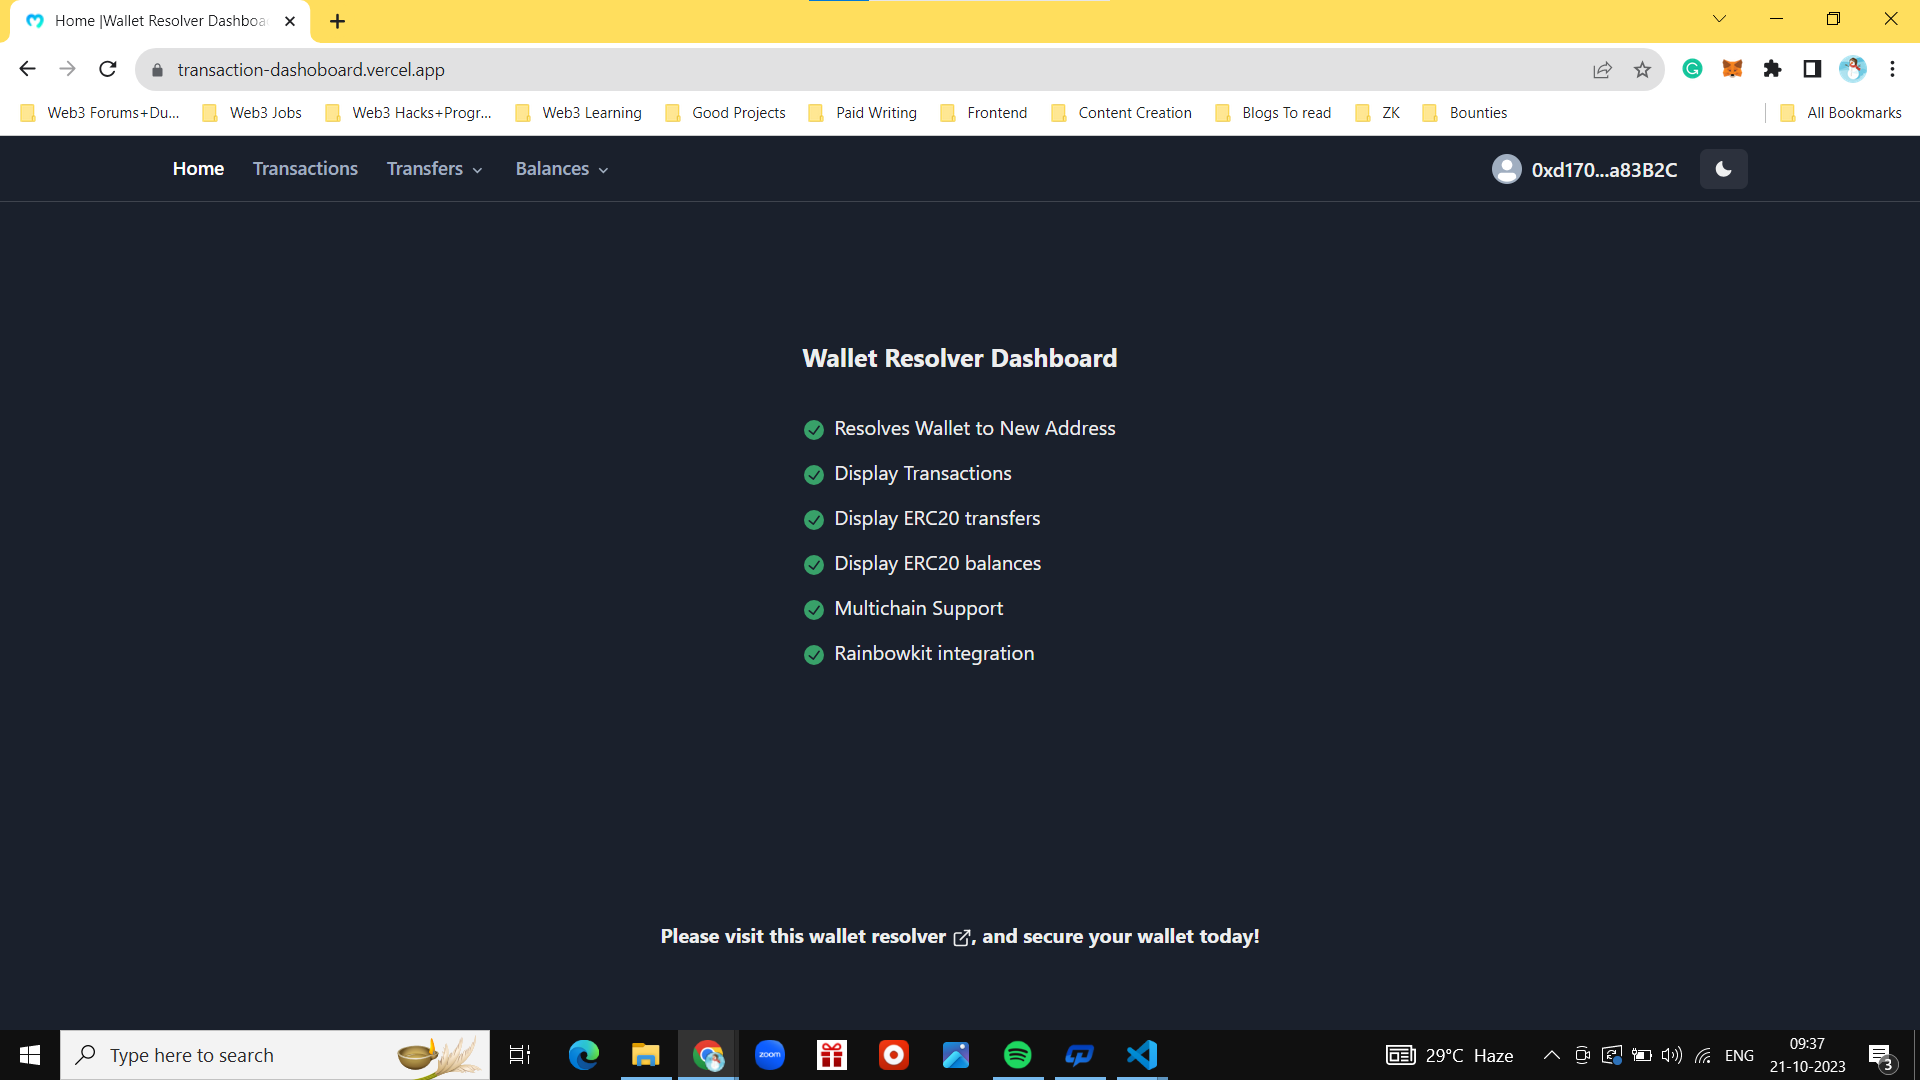 Home |Wallet Resolver Dashboa
transaction-dashoboard.vercel.app
Web3 Forums+Du... Web3 Jobs Web3 Hacks+Progr... Web3 Learning Good Projects Paid Writing Frontend Content Creation Blogs To read ZK Bounties All Bookmarks
Home Transactions Transfers Balances 0xd170...a83B2C
Wallet Resolver Dashboard
Resolves Wallet to New Address
Display Transactions
Display ERC20 transfers
Display ERC20 balances
Multichain Support
Rainbowkit integration
Please visit this wallet resolver , and secure your wallet today!
Type here to search
zoom
29°C Haze
ENG
09:37
21-10-2023
3